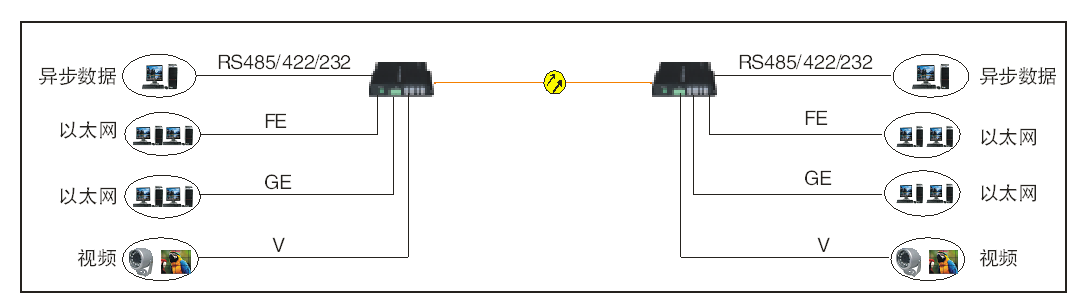 异步数据 RS485/422/232 RS485/422/232 异步数据
以太网 FE FE 以太网
以太网 GE GE 以太网
视频 V V 视频